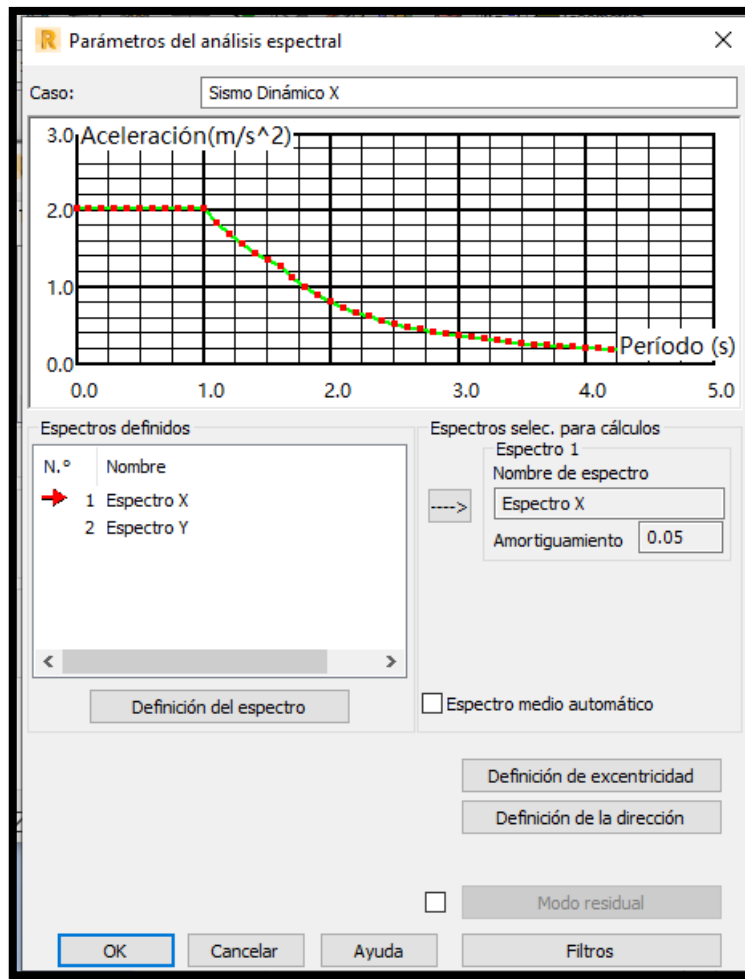 R Parámetros del análisis espectral
Caso: Sismo Dinámico X
3.0 Aceleración(m/s^2)
2.0
1.0
0.0 Período (s)
0.0 1.0 2.0 3.0 4.0 5.0
Espectros definidos
N.º Nombre
1 Espectro X
2 Espectro Y
Definición del espectro
Espectros selec. para cálculos
Espectro 1
Nombre de espectro
----> Espectro X
Amortiguamiento 0.05
Espectro medio automático
Definición de excentricidad
Definición de la dirección
Modo residual
OK Cancelar Ayuda Filtros